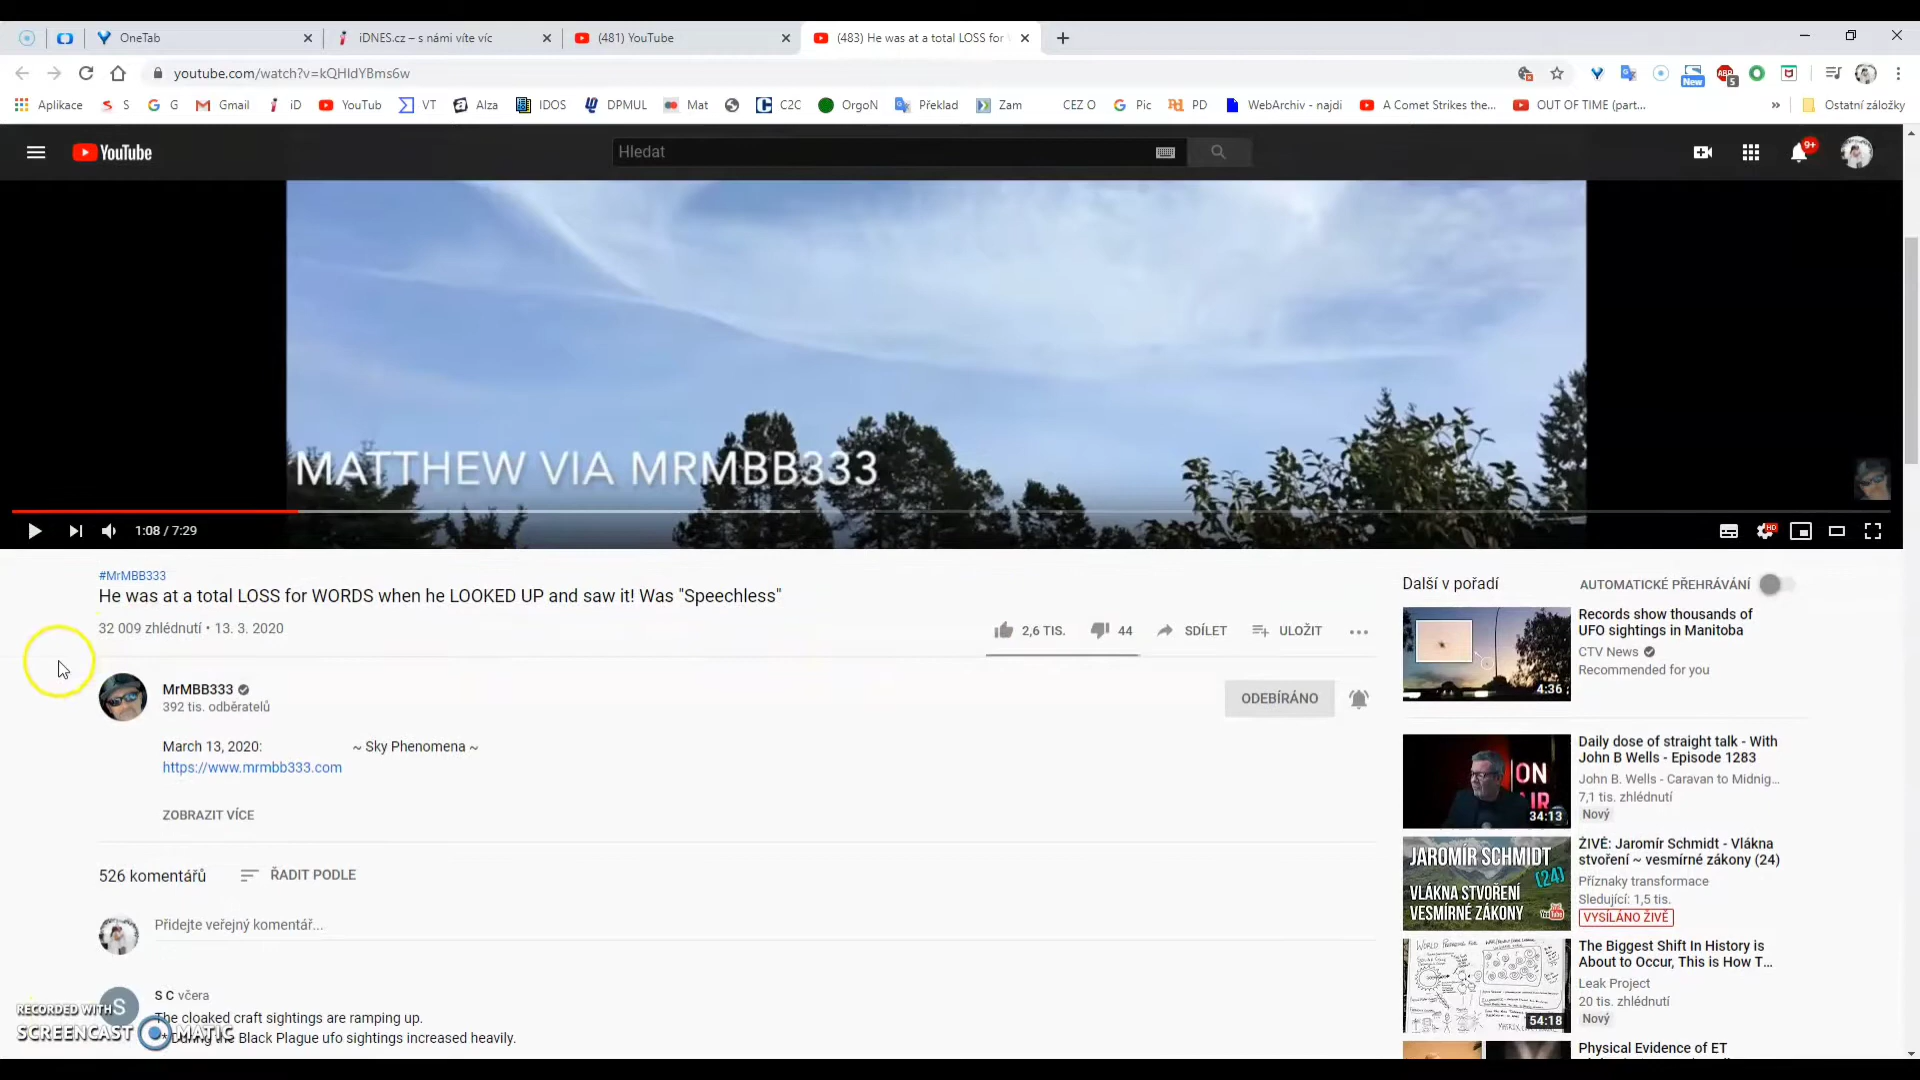 OneTab
iDNES.cz – s námi víte víc
(481) YouTube
(483) He was at a total LOSS for
youtube.com/watch?v=kQHIdYBms6w
New
ABP
5
Aplikace
S
G
Gmail
iD
YouTub
VT
Alza
IDOS
DPMUL
Mat
C2C
OrgoN
Překlad
Zam
CEZ O
Pic
PD
WebArchiv - najdi
A Comet Strikes the...
OUT OF TIME (part...
»
Ostatní záložky
YouTube
Hledat
9+
MATTHEW VIA MRMBB333
1:08 / 7:29
HD
#MrMBB333
He was at a total LOSS for WORDS when he LOOKED UP and saw it! Was "Speechless"
32 009 zhlédnutí • 13. 3. 2020
2,6 TIS.
44
SDÍLET
ULOŽIT
MrMBB333
392 tis. odběratelů
ODEBÍRÁNO
March 13, 2020: ~ Sky Phenomena ~
https://www.mrmbb333.com
ZOBRAZIT VÍCE
526 komentářů
ŘADIT PODLE
Přidejte veřejný komentář...
S
S C včera
The cloaked craft sightings are ramping up.
During the Black Plague ufo sightings increased heavily.
RECORDED WITH
SCREENCAST MATIC
Další v pořadí
AUTOMATICKÉ PŘEHRÁVÁNÍ
4:36
Records show thousands of
UFO sightings in Manitoba
CTV News
Recommended for you
ON
AIR
34:13
Daily dose of straight talk - With
John B Wells - Episode 1283
John B. Wells - Caravan to Midnig...
7,1 tis. zhlédnutí
Nový
JAROMÍR SCHMIDT
(24)
VLÁKNA STVOŘENÍ
VESMÍRNÉ ZÁKONY
ŽIVĚ: Jaromír Schmidt - Vlákna
stvoření ~ vesmírné zákony (24)
Příznaky transformace
Sledující: 1,5 tis.
VYSÍLÁNO ŽIVĚ
54:18
The Biggest Shift In History is
About to Occur, This is How T...
Leak Project
20 tis. zhlédnutí
Nový
Physical Evidence of ET